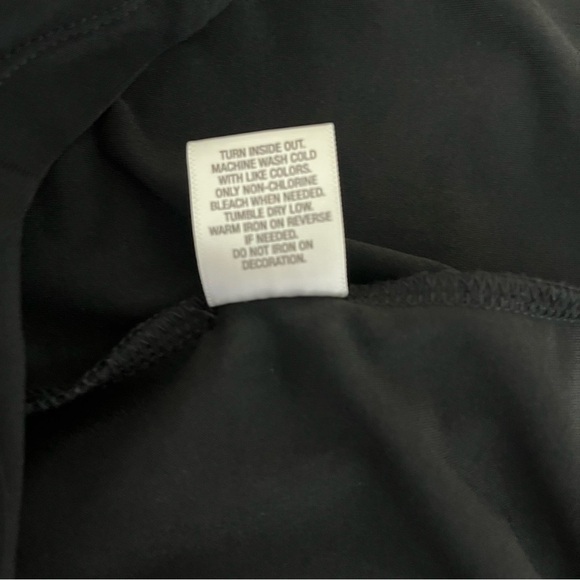 TURN INSIDE OUT.
MACHINE WASH COLD
WITH LIKE COLORS.
ONLY NON-CHLORINE
BLEACH WHEN NEEDED.
TUMBLE DRY LOW.
WARM IRON ON REVERSE
IF NEEDED.
DO NOT IRON ON
DECORATION.